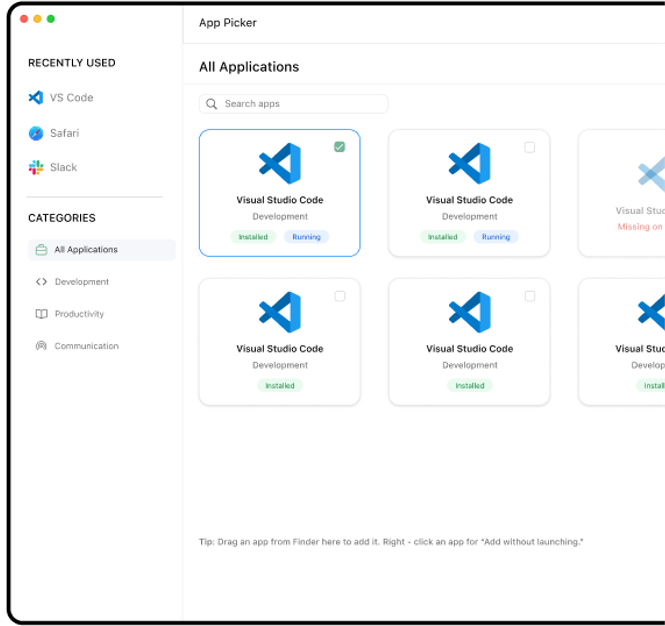 App Picker
RECENTLY USED
VS Code
Safari
Slack
CATEGORIES
All Applications
Development
Productivity
Communication
All Applications
Search apps
Visual Studio Code
Development
Installed Running
Visual Studio Code
Development
Installed Running
Visual Stud
Missing on
Visual Studio Code
Development
Installed
Visual Studio Code
Development
Installed
Visual Stud
Develop
Install
Tip: Drag an app from Finder here to add it. Right - click an app for "Add without launching."